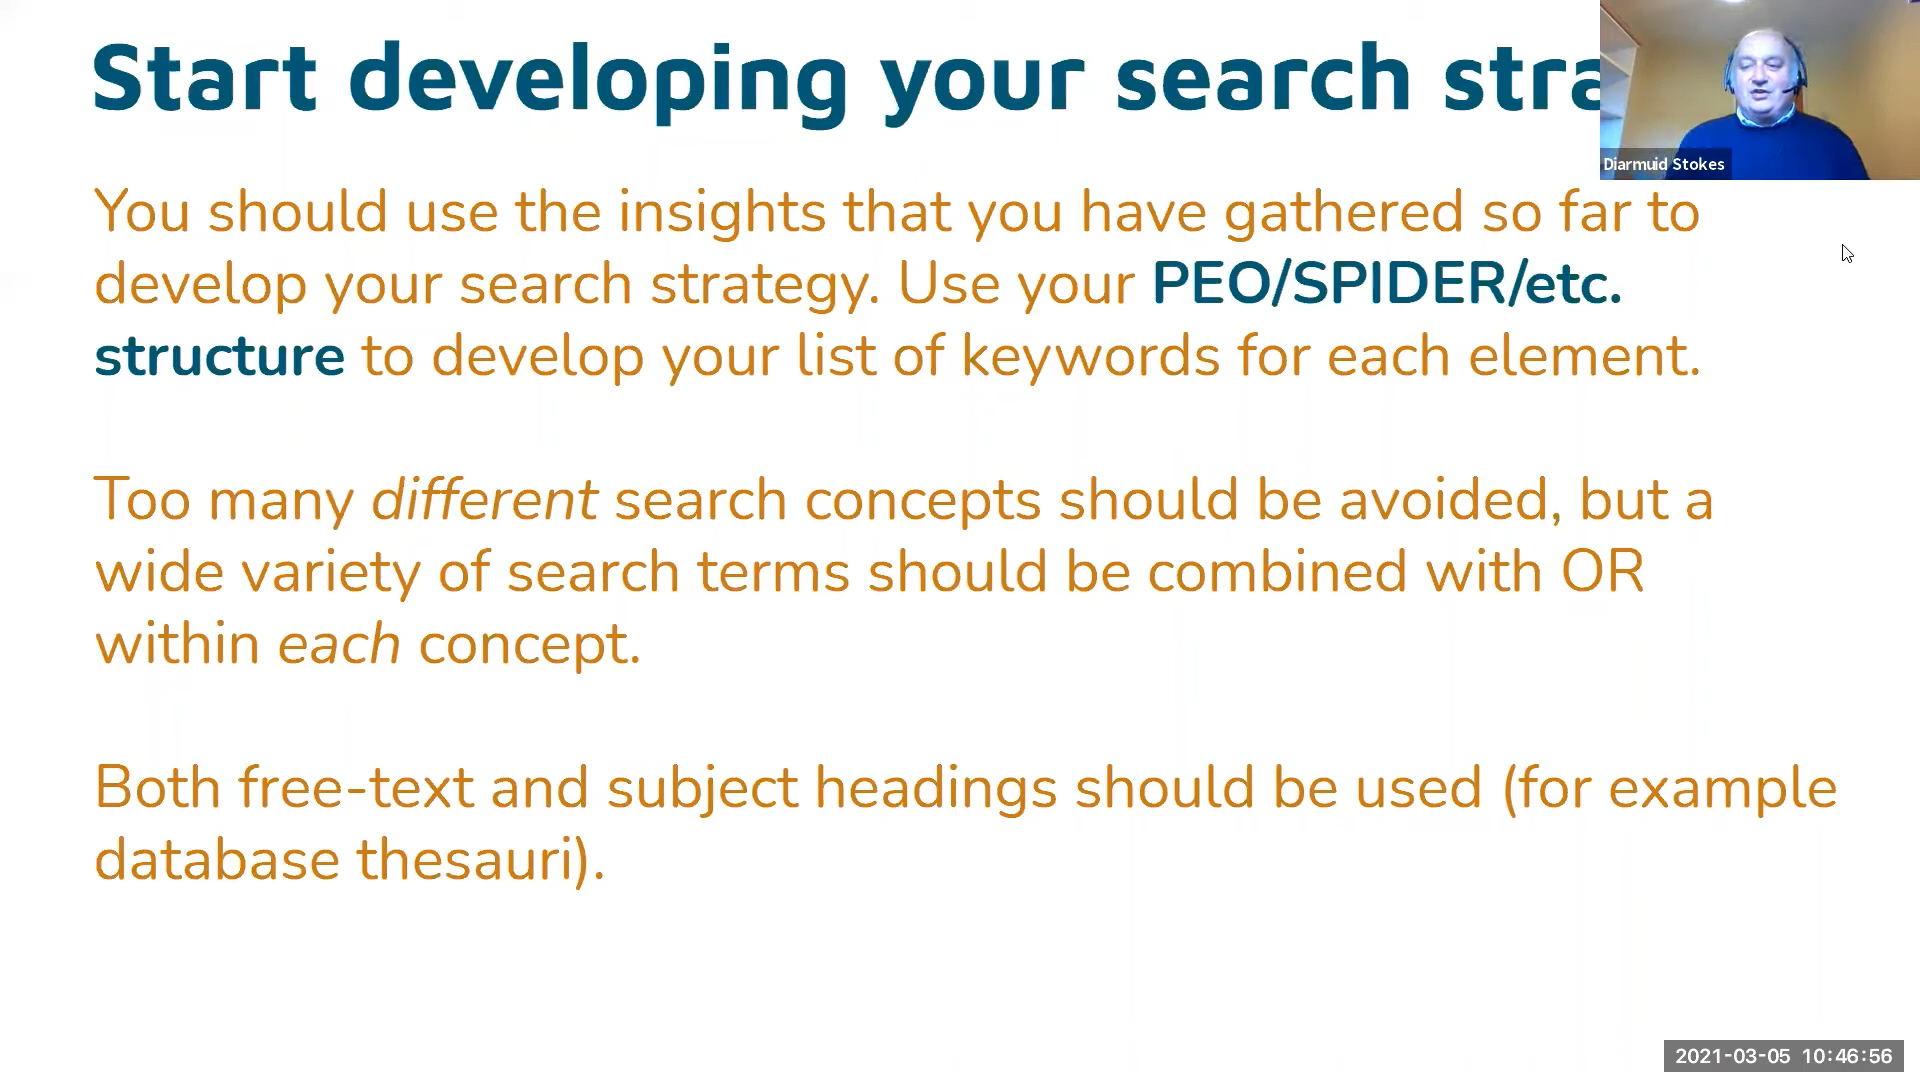 Start developing your search stra
Diarmuid Stokes
You should use the insights that you have gathered so far to
develop your search strategy. Use your PEO/SPIDER/etc.
structure to develop your list of keywords for each element.
Too many different search concepts should be avoided, but a
wide variety of search terms should be combined with OR
within each concept.
Both free-text and subject headings should be used (for example
database thesauri).
2021-03-05 10:46:56